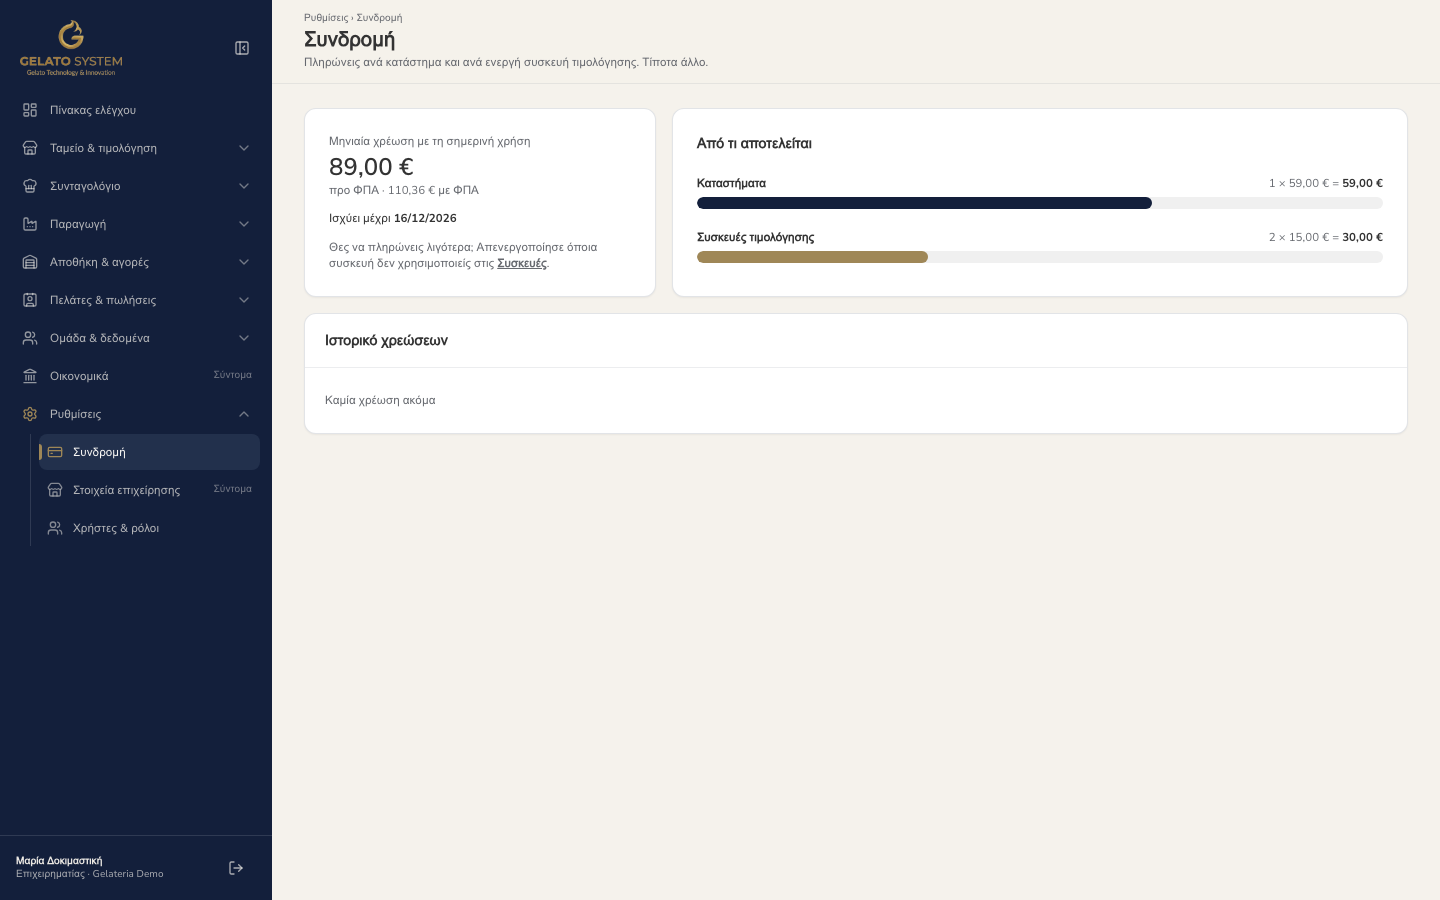 GELATO SYSTEM
Gelato Technology & Innovation
Πίνακας ελέγχου
Ταμείο & τιμολόγηση
Συνταγολόγιο
Παραγωγή
Αποθήκη & αγορές
Πελάτες & πωλήσεις
Ομάδα & δεδομένα
Οικονομικά Σύντομα
Ρυθμίσεις
Συνδρομή
Στοιχεία επιχείρησης Σύντομα
Χρήστες & ρόλοι
Μαρία Δοκιμαστική
Επιχειρηματίας · Gelateria Demo
Ρυθμίσεις › Συνδρομή
Συνδρομή
Πληρώνεις ανά κατάστημα και ανά ενεργή συσκευή τιμολόγησης. Τίποτα άλλο.
Μηνιαία χρέωση με τη σημερινή χρήση
89,00 €
προ ΦΠΑ · 110,36 € με ΦΠΑ
Ισχύει μέχρι 16/12/2026
Θες να πληρώνεις λιγότερα; Απενεργοποίησε όποια
συσκευή δεν χρησιμοποιείς στις Συσκευές.
Από τι αποτελείται
Καταστήματα 1 × 59,00 € = 59,00 €
Συσκευές τιμολόγησης 2 × 15,00 € = 30,00 €
Ιστορικό χρεώσεων
Καμία χρέωση ακόμα